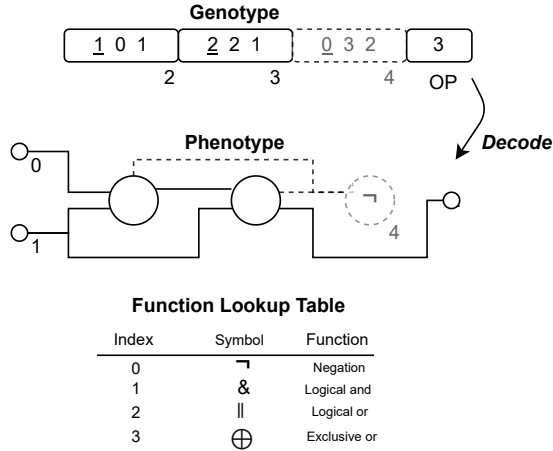 Genotype
1 0 1 2 2 1 0 3 2 3
2 3 4 OP
Decode
Phenotype
0
¬
1
4
Function Lookup Table
Index Symbol Function
0 ¬ Negation
1 & Logical and
2 || Logical or
3 ⊕ Exclusive or